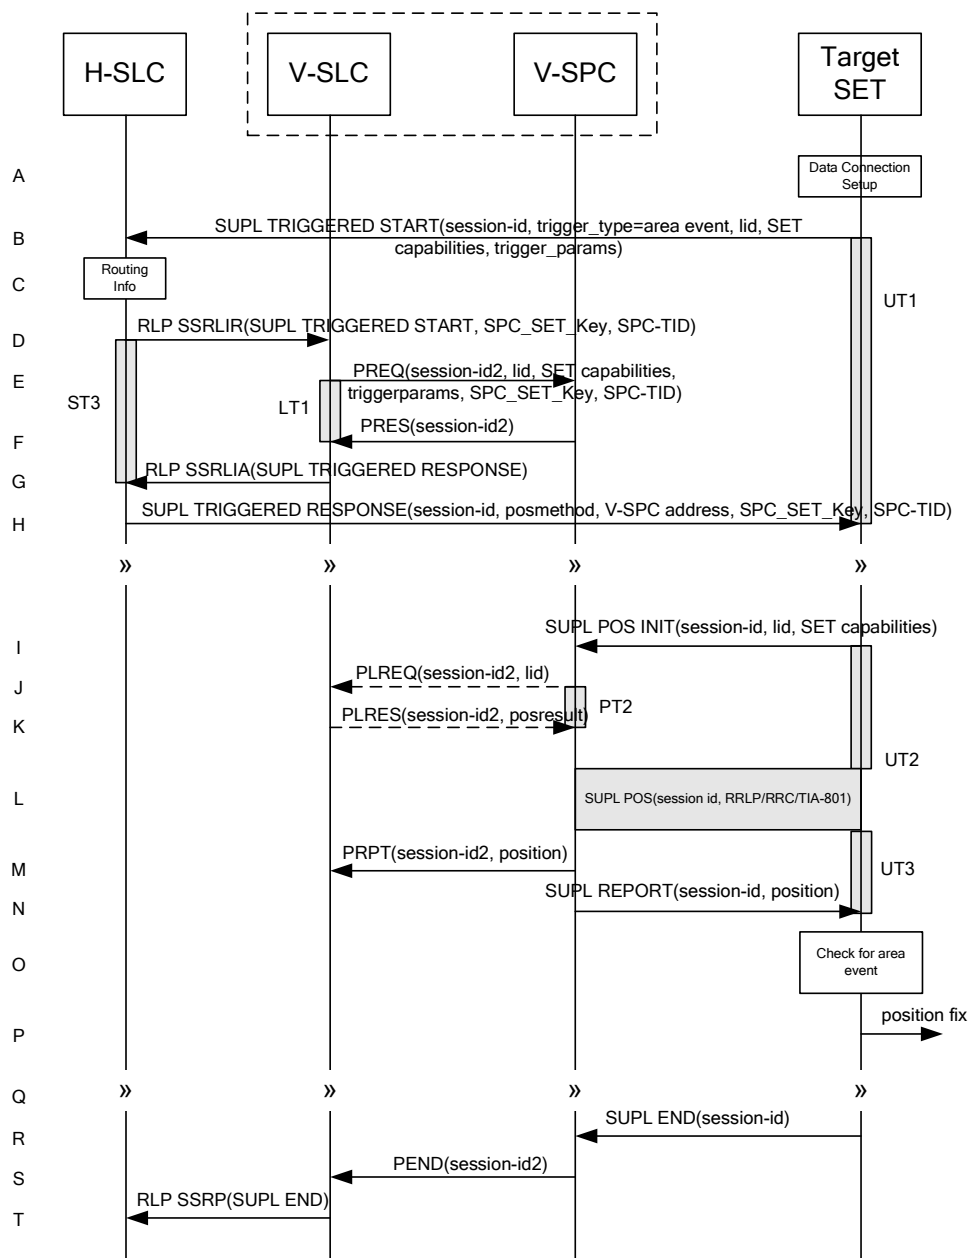 H-SLC
V-SLC
V-SPC
Target
SET
A
Data Connection
Setup
B
SUPL TRIGGERED START(session-id, trigger_type=area event, lid, SET
capabilities, trigger_params)
C
Routing
Info
UT1
D
RLP SSRLIR(SUPL TRIGGERED START, SPC_SET_Key, SPC-TID)
E
PREQ(session-id2, lid, SET capabilities,
triggerparams, SPC_SET_Key, SPC-TID)
ST3
LT1
F
PRES(session-id2)
G
RLP SSRLIA(SUPL TRIGGERED RESPONSE)
H
SUPL TRIGGERED RESPONSE(session-id, posmethod, V-SPC address, SPC_SET_Key, SPC-TID)
» » » »
I
SUPL POS INIT(session-id, lid, SET capabilities)
J
PLREQ(session-id2, lid)
PT2
K
PLRES(session-id2, posresult)
UT2
L
SUPL POS(session id, RRLP/RRC/TIA-801)
M
PRPT(session-id2, position)
UT3
N
SUPL REPORT(session-id, position)
O
Check for area
event
P
position fix
Q
» » » »
R
SUPL END(session-id)
S
PEND(session-id2)
T
RLP SSRP(SUPL END)